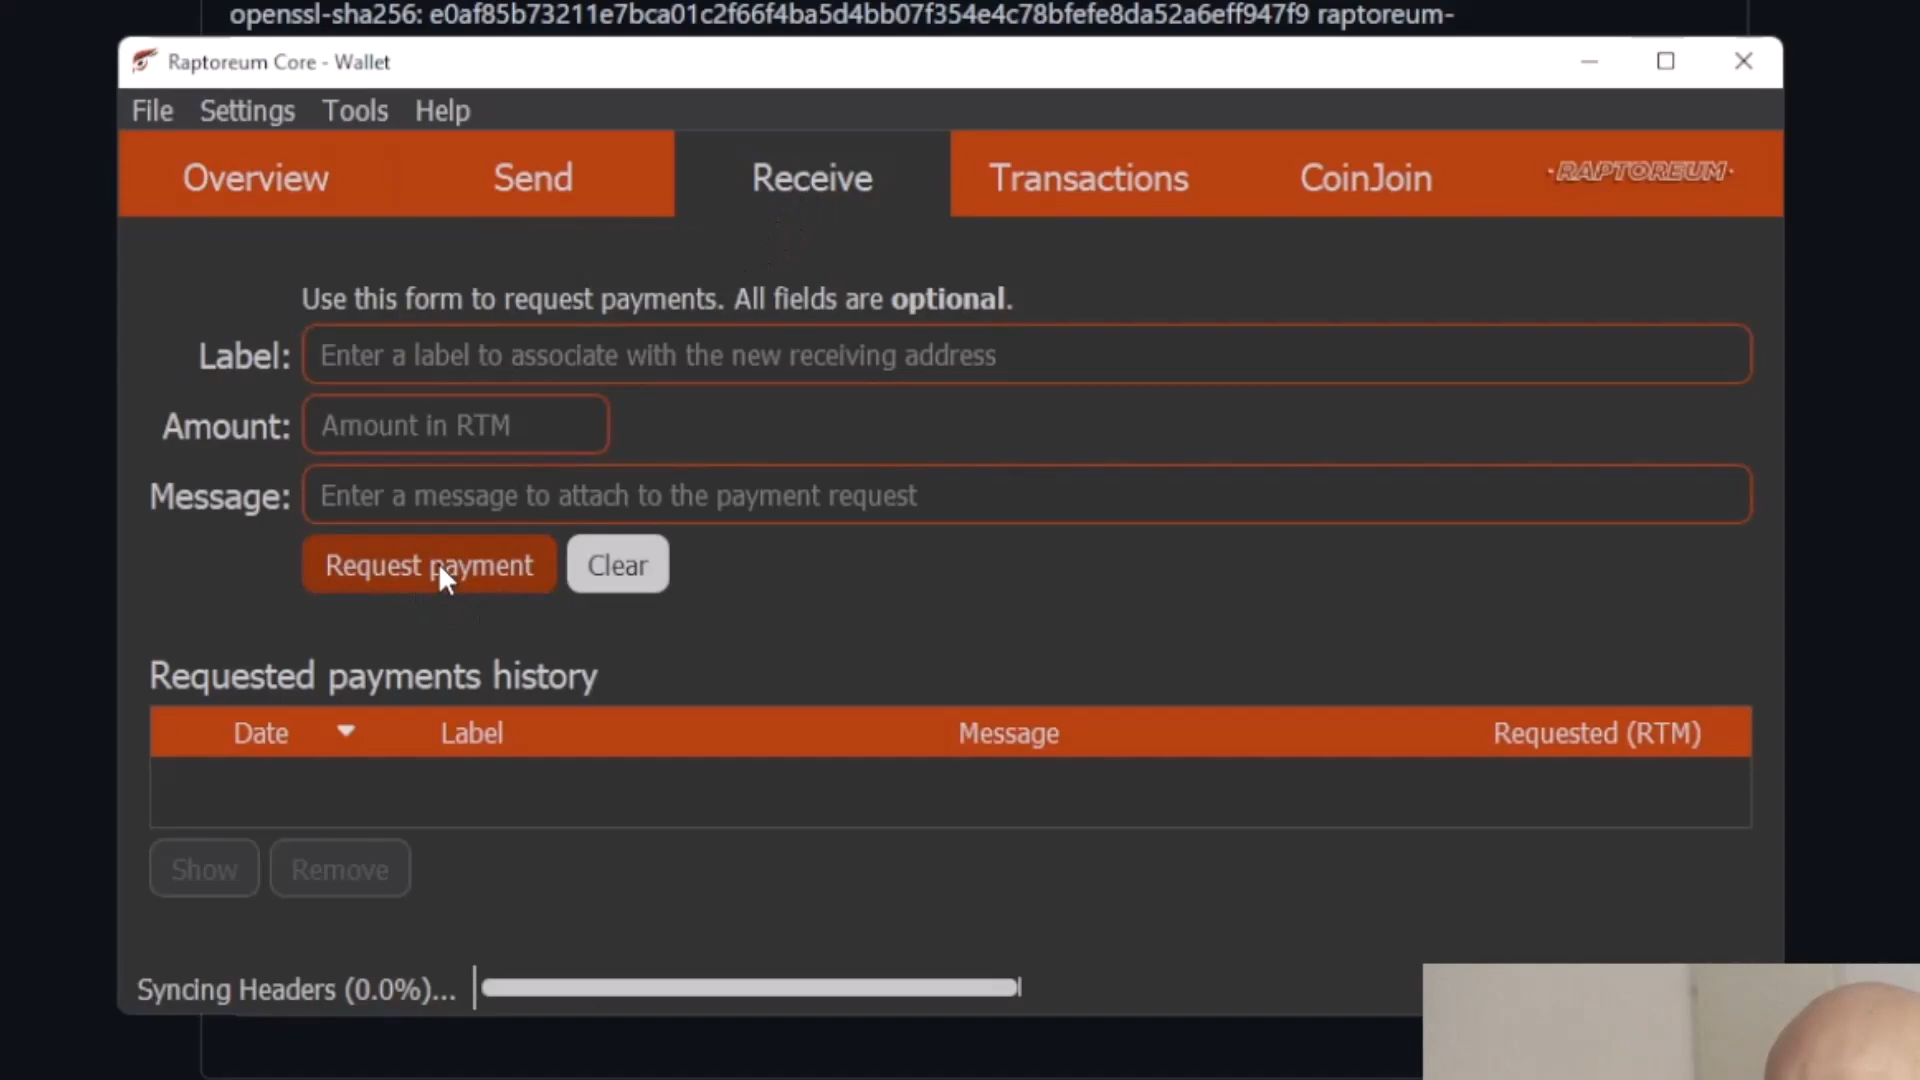 openssl-sha256: e0af85b73211e7bca01c2f66f4ba5d4bb07f354e4c78bfefe8da52a6eff947f9 raptoreum-
Raptoreum Core - Wallet
File Settings Tools Help
Overview Send Receive Transactions CoinJoin ·RAPTOREUM·
Use this form to request payments. All fields are optional.
Label: Enter a label to associate with the new receiving address
Amount: Amount in RTM
Message: Enter a message to attach to the payment request
Request payment Clear
Requested payments history
Date Label Message Requested (RTM)
Show Remove
Syncing Headers (0.0%)...